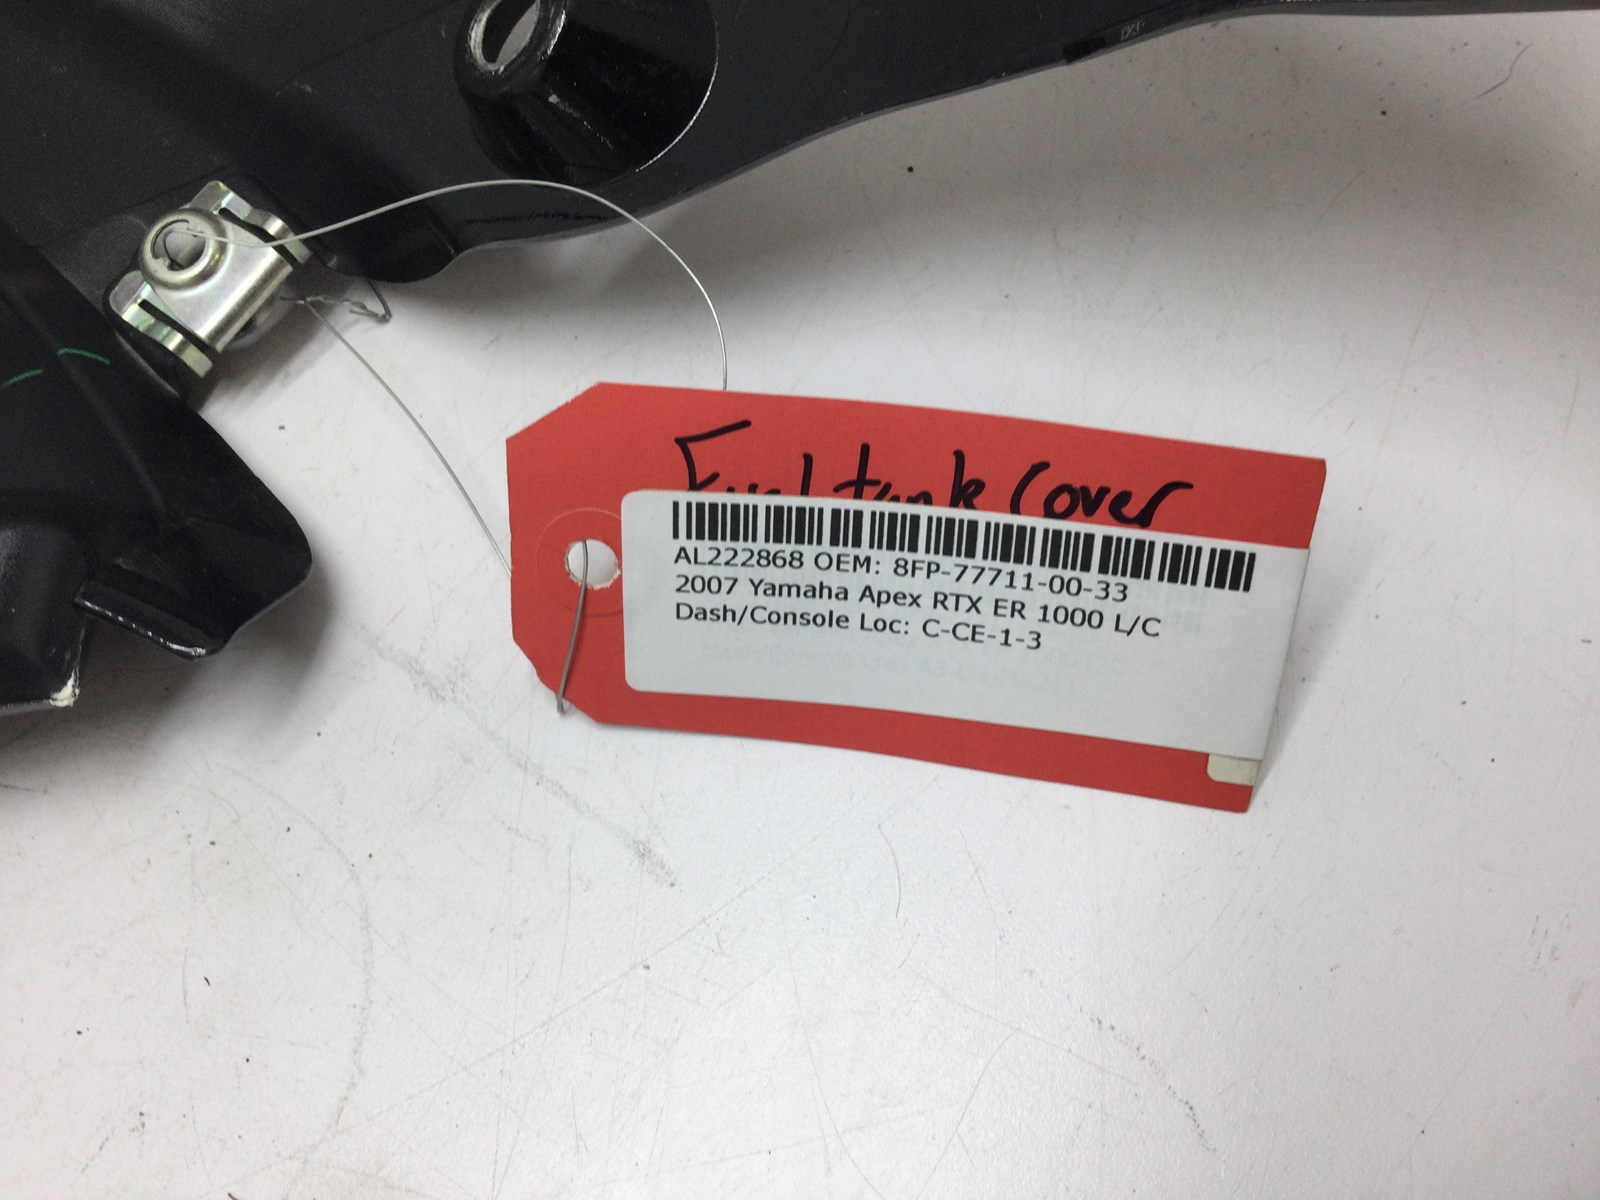 Fuel tank Cover
AL222868 OEM: 8FP-77711-00-33
2007 Yamaha Apex RTX ER 1000 L/C
Dash/Console Loc: C-CE-1-3